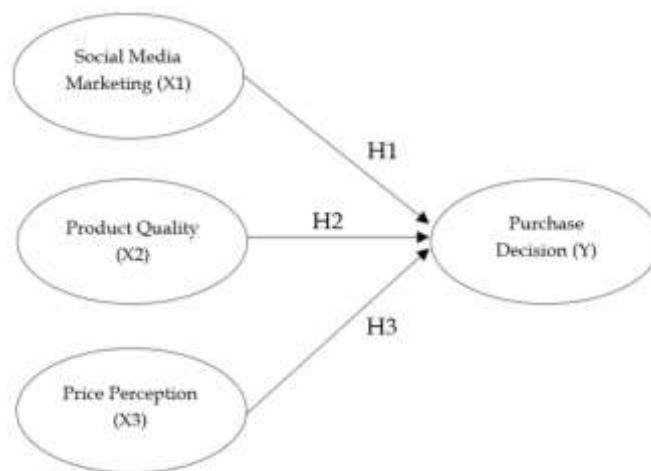 Social Media
Marketing (X1)
H1
Product Quality
(X2)
H2
Purchase
Decision (Y)
H3
Price Perception
(X3)